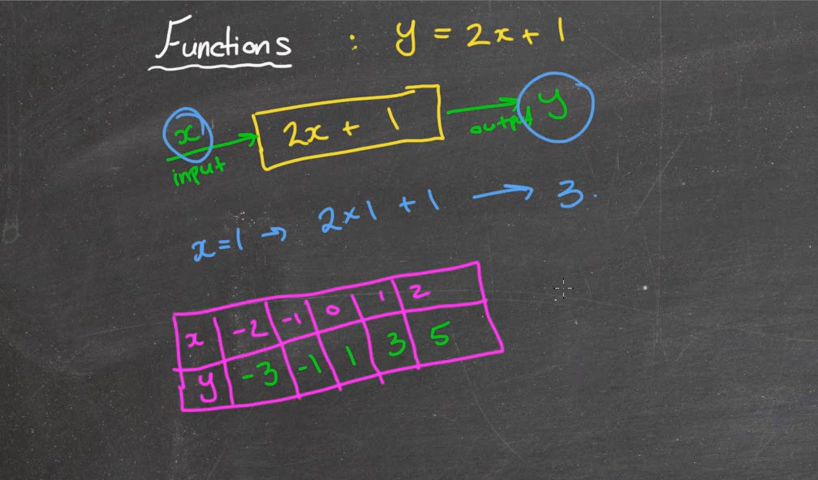 Functions : y = 2x + 1
x 2x + 1 y
input output
x=1 → 2×1 + 1 → 3.
x -2 -1 0 1 2
y -3 -1 1 3 5